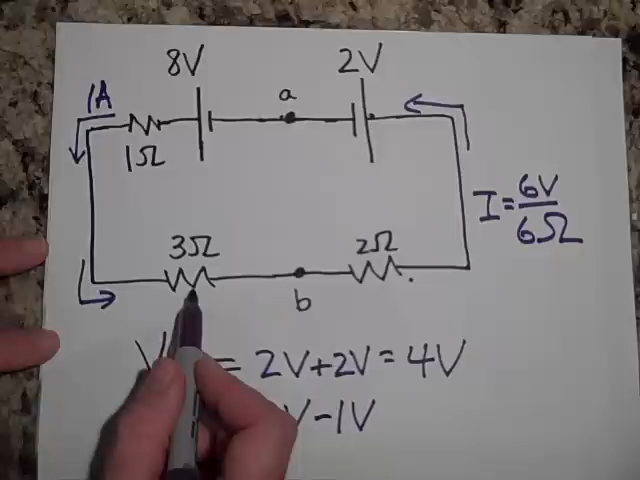 8V
2V
1A
a
1Ω
I = 6V/6Ω
3Ω
2Ω
b
V = 2V+2V = 4V
V - 1V